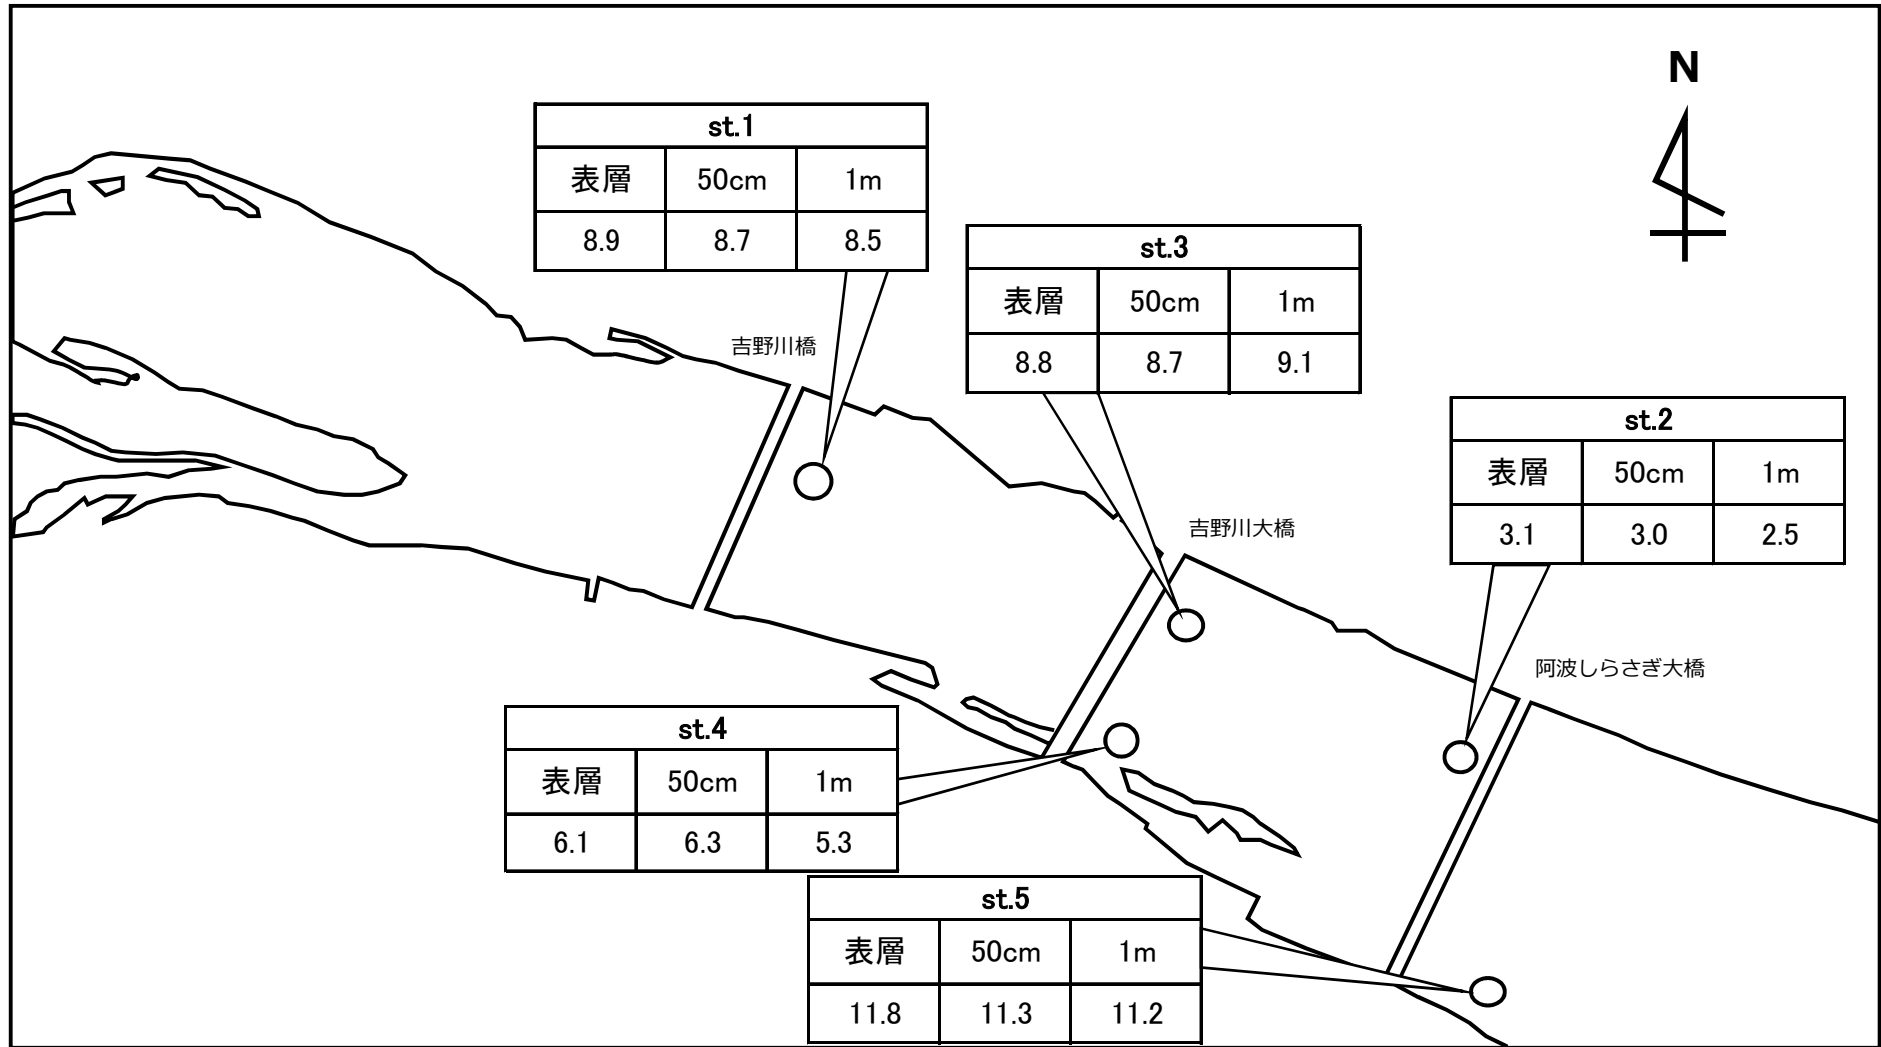 N
st.1
表層 50cm 1m
8.9 8.7 8.5
st.3
表層 50cm 1m
8.8 8.7 9.1
吉野川橋
st.2
表層 50cm 1m
3.1 3.0 2.5
吉野川大橋
阿波しらさぎ大橋
st.4
表層 50cm 1m
6.1 6.3 5.3
st.5
表層 50cm 1m
11.8 11.3 11.2